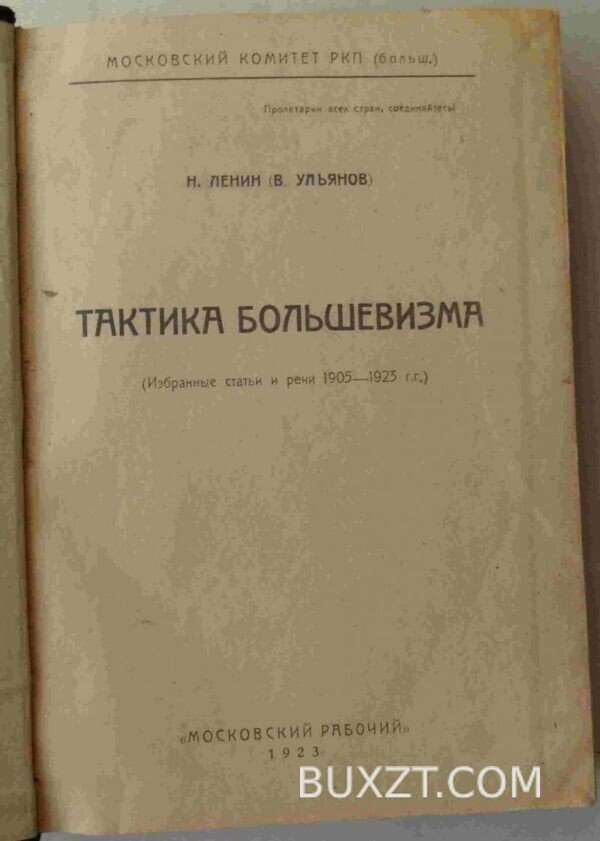 МОСКОВСКИЙ КОМИТЕТ РКП (больш.)
Пролетарии всех стран, соединяйтесь!
Н. ЛЕНИН (В. УЛЬЯНОВ)
ТАКТИКА БОЛЬШЕВИЗМА
(Избранные статьи и речи 1905—1923 г.г.)
«МОСКОВСКИЙ РАБОЧИЙ»
1923
BUXZT.COM